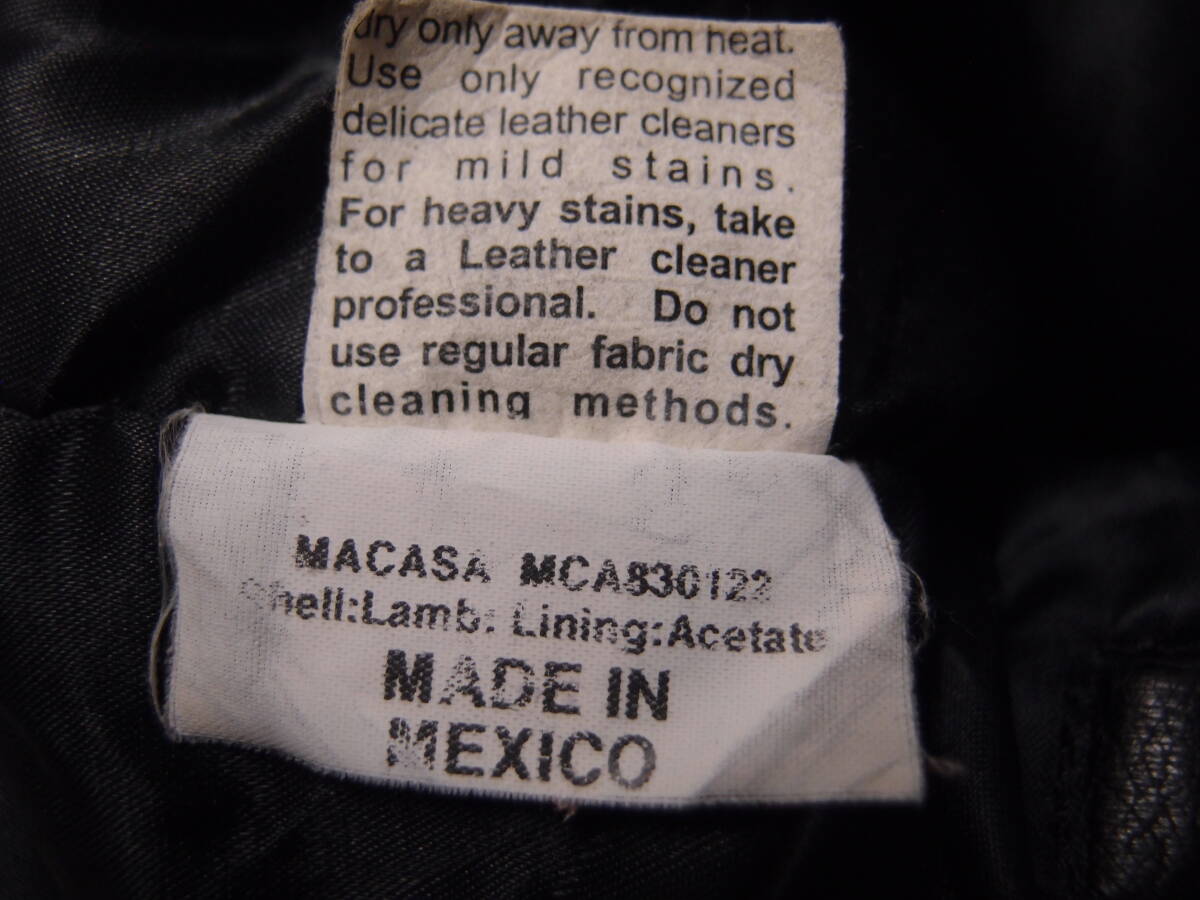 dry only away from heat.
Use only recognized
delicate leather cleaners
for mild stains.
For heavy stains, take
to a Leather cleaner
professional. Do not
use regular fabric dry
cleaning methods.
MACASA MCA830122
Shell:Lamb: Lining:Acetate
MADE IN
MEXICO